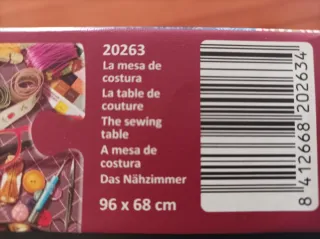 20263
La mesa de
costura
La table de
couture
The sewing
table
A mesa de
costura
Das Nähzimmer
96 x 68 cm
8 412668 202634